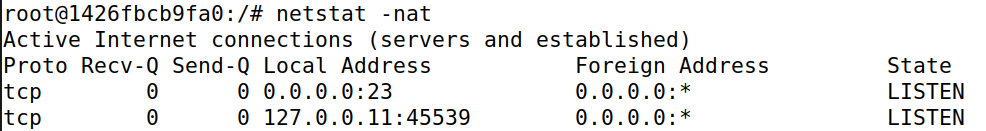 root@1426fbcb9fa0:/# netstat -nat
Active Internet connections (servers and established)
Proto Recv-Q Send-Q Local Address           Foreign Address         State
tcp        0      0 0.0.0.0:23              0.0.0.0:*               LISTEN
tcp        0      0 127.0.0.11:45539        0.0.0.0:*               LISTEN